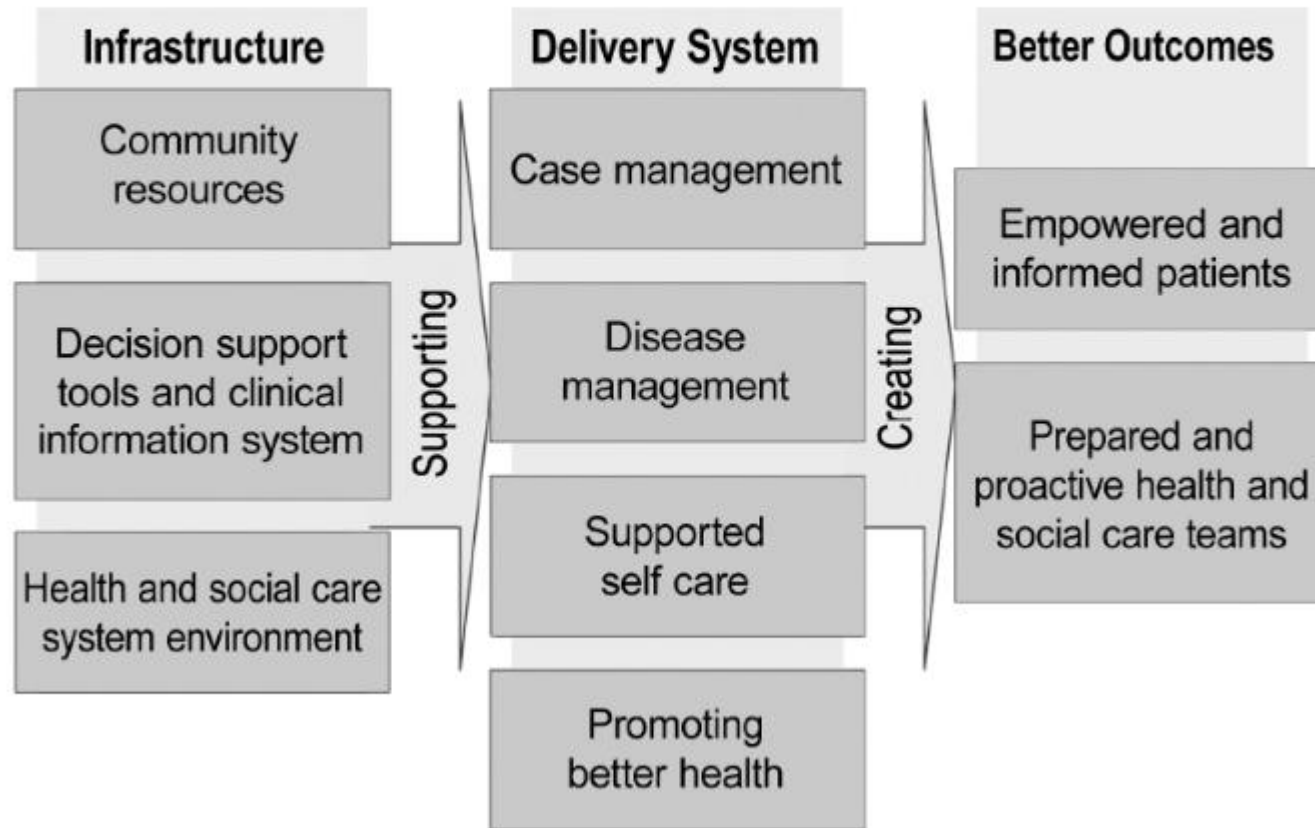 Infrastructure
Community
resources
Decision support
tools and clinical
information system
Health and social care
system environment
Supporting
Delivery System
Case management
Disease
management
Supported
self care
Promoting
better health
Creating
Better Outcomes
Empowered and
informed patients
Prepared and
proactive health and
social care teams